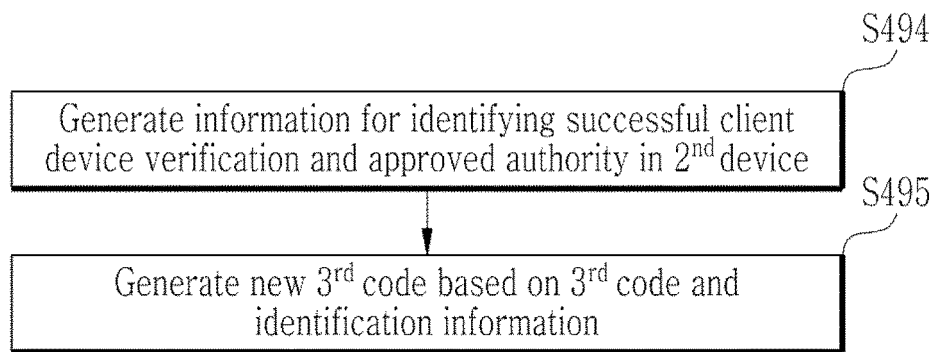 S494
Generate information for identifying successful client
device verification and approved authority in 2nd device
S495
Generate new 3rd code based on 3rd code and
identification information